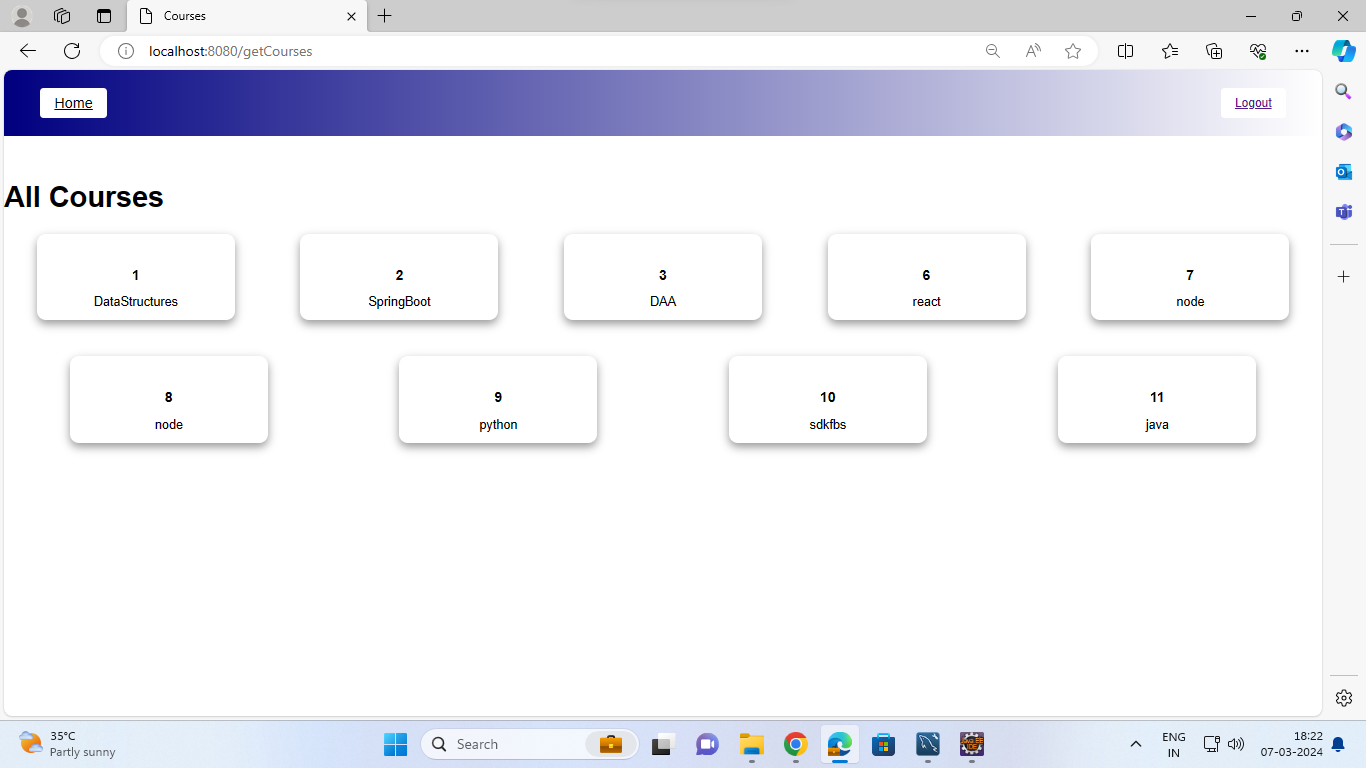 Courses
localhost:8080/getCourses
Home
Logout
All Courses
1
DataStructures
2
SpringBoot
3
DAA
6
react
7
node
8
node
9
python
10
sdkfbs
11
java
35°C
Partly sunny
Search
ENG
IN
18:22
07-03-2024